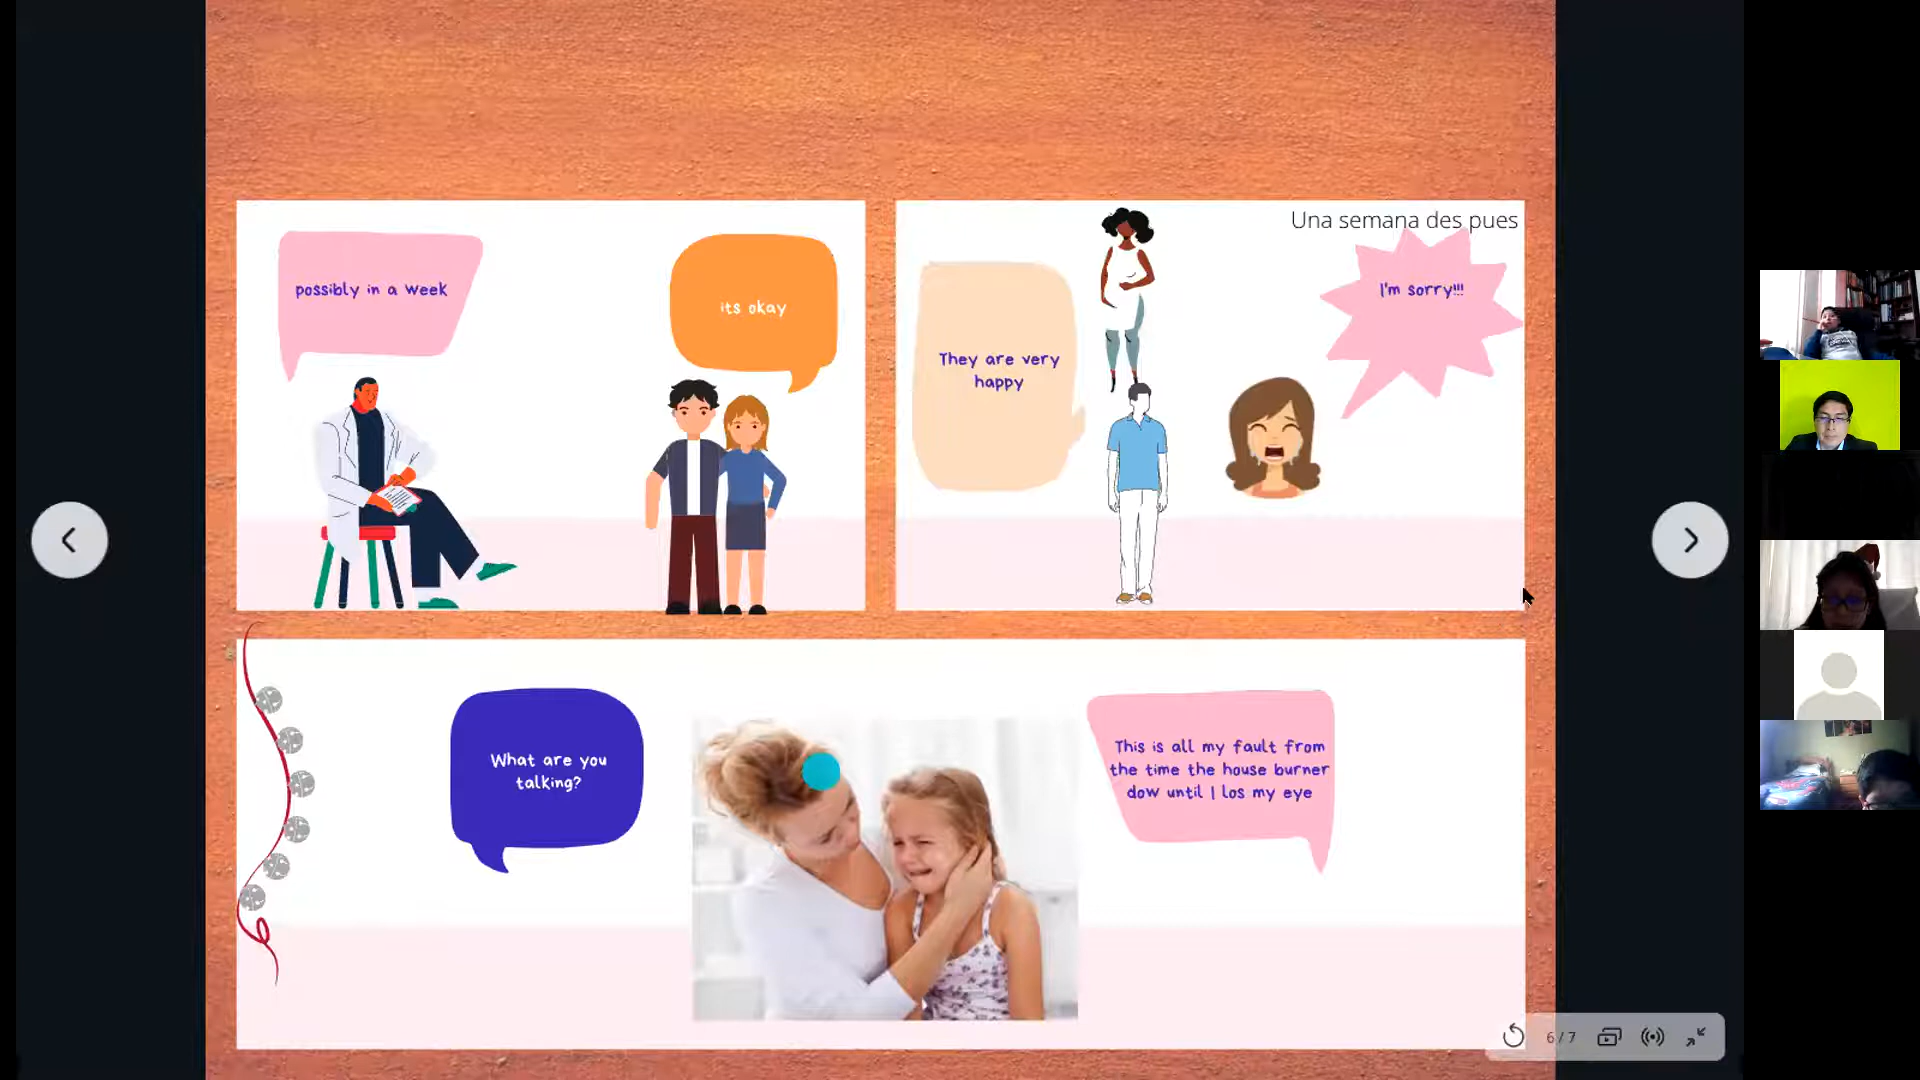 possibly in a week
its okay
Una semana des pues
They are very
happy
I'm sorry!!!
What are you
talking?
This is all my fault from
the time the house burner
dow until I los my eye
6 / 7